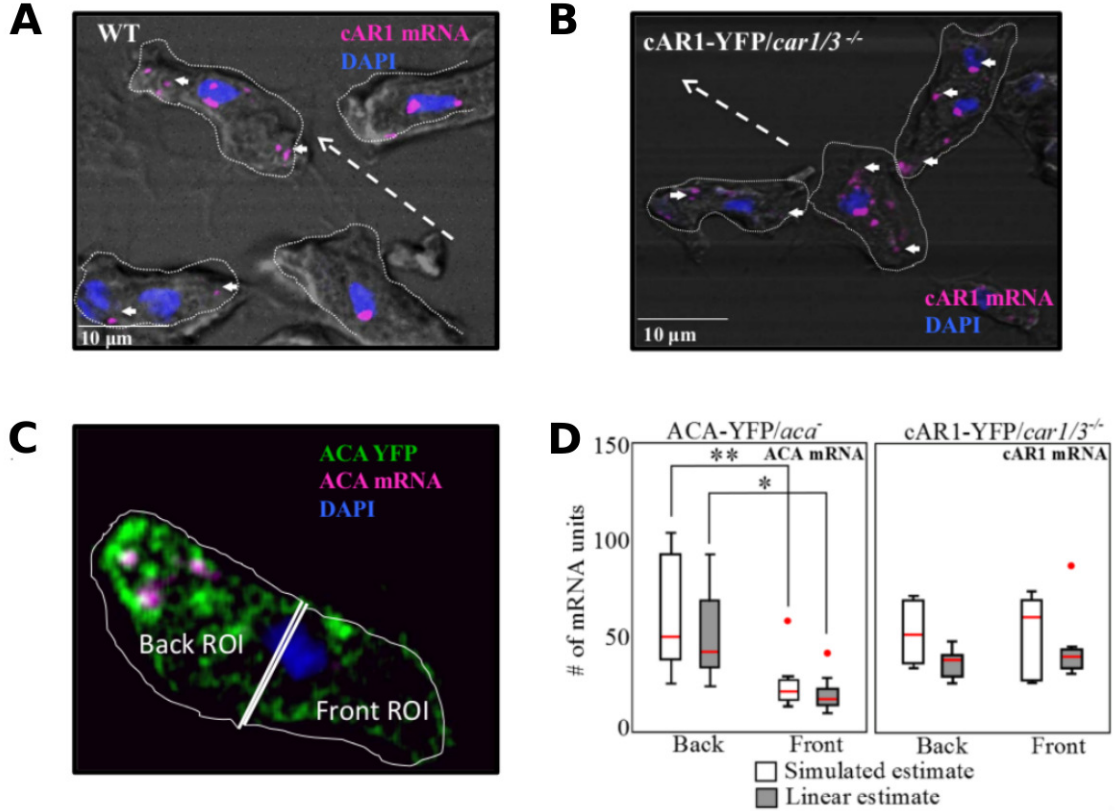 A
WT
cAR1 mRNA
DAPI
10 µm
B
cAR1-YFP/car1/3 -/-
cAR1 mRNA
DAPI
10 µm
C
ACA YFP
ACA mRNA
DAPI
Back ROI
Front ROI
D
ACA-YFP/aca-
cAR1-YFP/car1/3-/-
150
**
ACA mRNA
cAR1 mRNA
*
100
50
0
# of mRNA units
Back
Front
Back
Front
Simulated estimate
Linear estimate